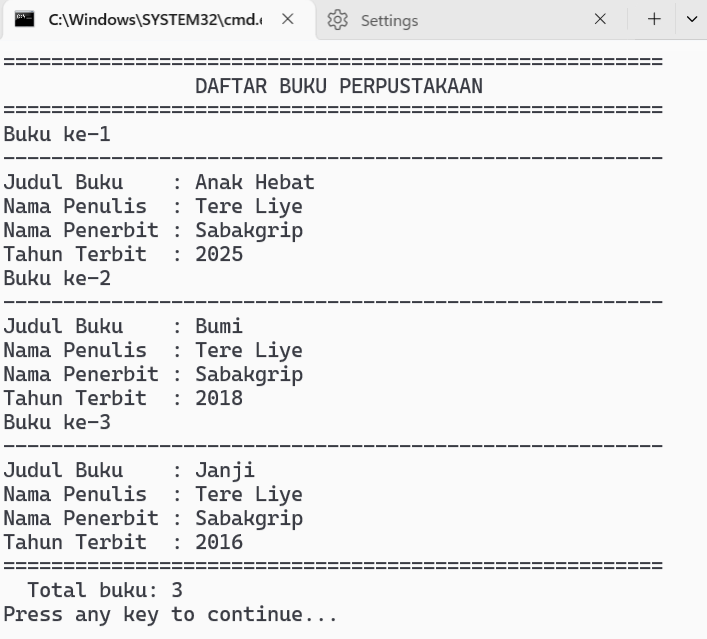 C:\Windows\SYSTEM32\cmd.e
Settings
=======================================================
DAFTAR BUKU PERPUSTAKAAN
=======================================================
Buku ke-1
-------------------------------------------------------
Judul Buku    : Anak Hebat
Nama Penulis  : Tere Liye
Nama Penerbit : Sabakgrip
Tahun Terbit  : 2025
Buku ke-2
-------------------------------------------------------
Judul Buku    : Bumi
Nama Penulis  : Tere Liye
Nama Penerbit : Sabakgrip
Tahun Terbit  : 2018
Buku ke-3
-------------------------------------------------------
Judul Buku    : Janji
Nama Penulis  : Tere Liye
Nama Penerbit : Sabakgrip
Tahun Terbit  : 2016
=======================================================
Total buku: 3
Press any key to continue...